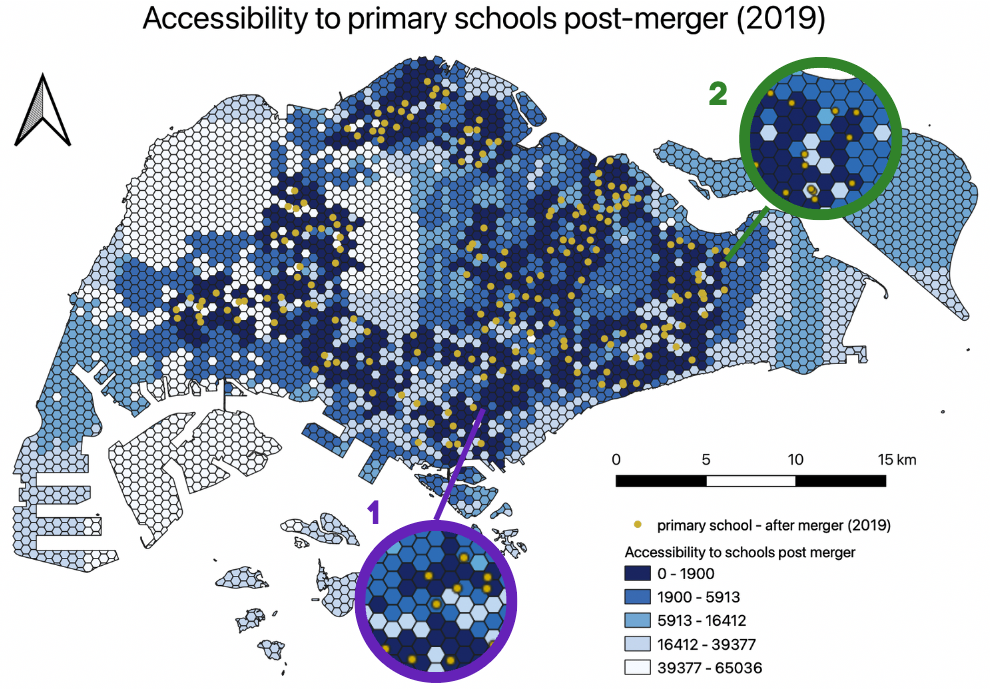 Accessibility to primary schools post-merger (2019)
2
1
0 5 10 15 km
primary school - after merger (2019)
Accessibility to schools post merger
0 - 1900
1900 - 5913
5913 - 16412
16412 - 39377
39377 - 65036